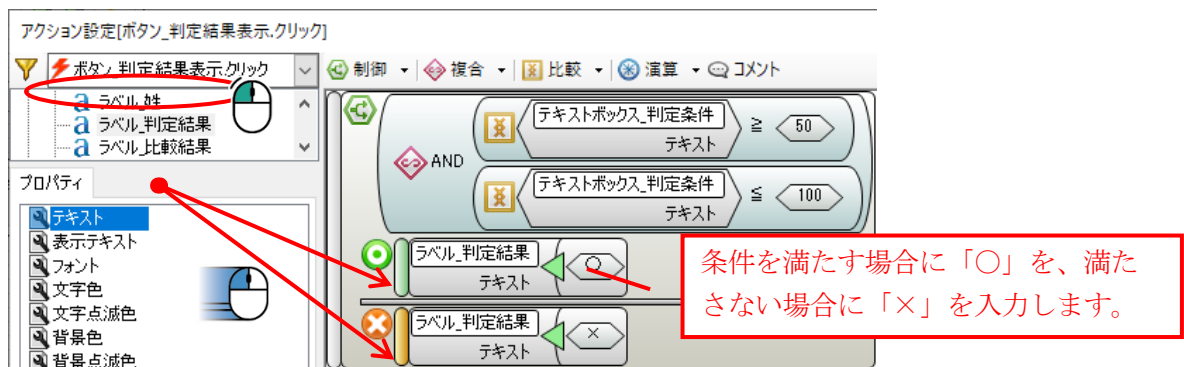 アクション設定[ボタン_判定結果表示.クリック]
ボタン_判定結果表示.クリック
制御 複合 比較 演算 コメント
ラベル_姓
ラベル_判定結果
ラベル_比較結果
プロパティ
テキスト
表示テキスト
フォント
文字色
文字点滅色
背景色
背景点滅色
AND
テキストボックス_判定条件
テキスト
≧ 50
テキストボックス_判定条件
テキスト
≦ 100
ラベル_判定結果
テキスト
○
ラベル_判定結果
テキスト
×
条件を満たす場合に「○」を、満た
さない場合に「×」を入力します。